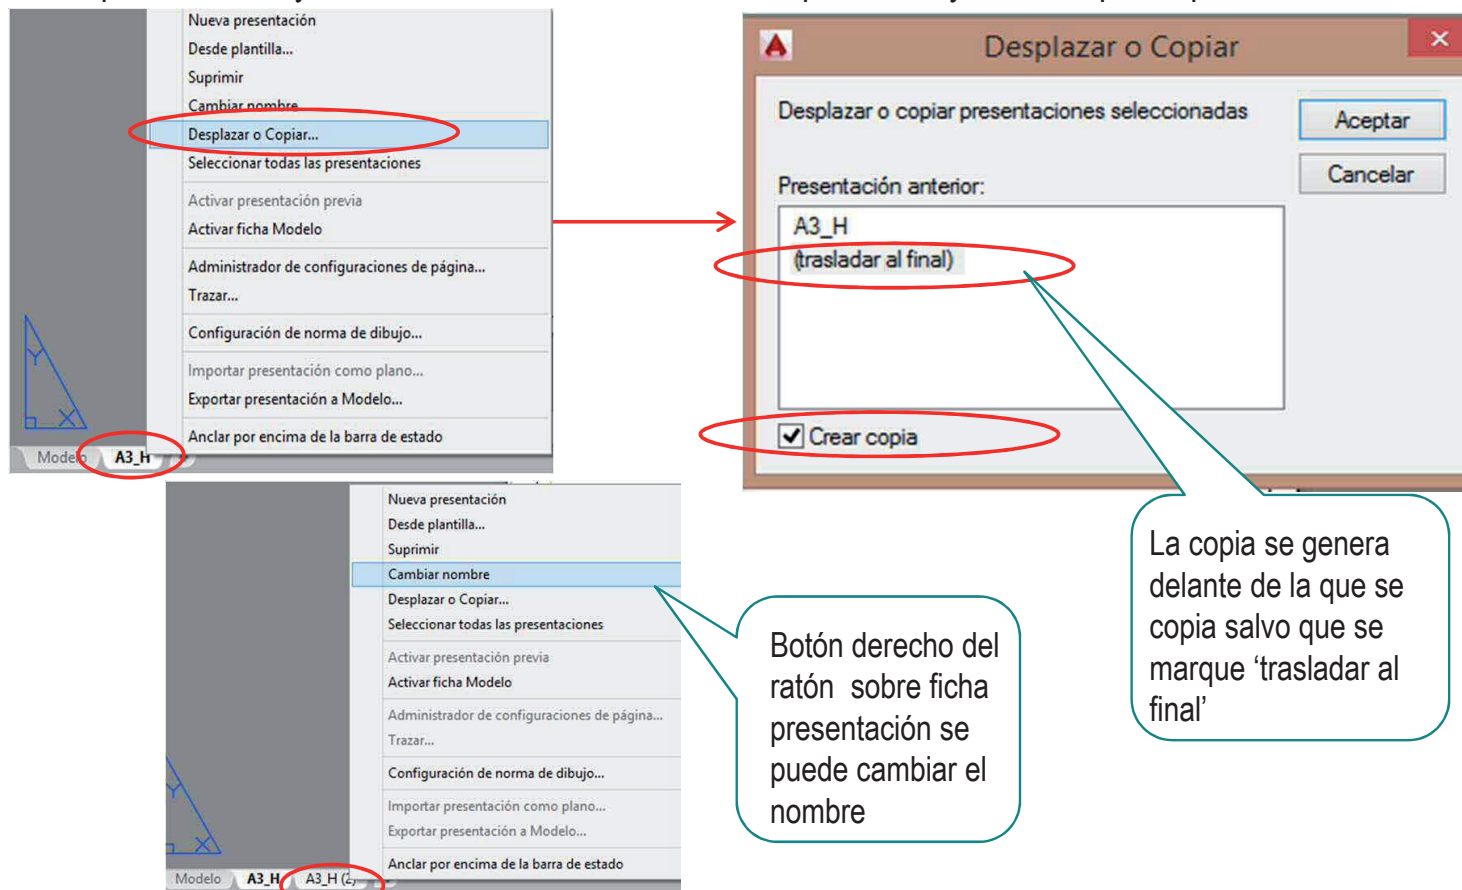 Nueva presentación
Desde plantilla...
Suprimir
Cambiar nombre
Desplazar o Copiar...
Seleccionar todas las presentaciones
Activar presentación previa
Activar ficha Modelo
Administrador de configuraciones de página...
Trazar...
Configuración de norma de dibujo...
Importar presentación como plano...
Exportar presentación a Modelo...
Anclar por encima de la barra de estado
Y
X
Modelo A3_H
Desplazar o Copiar
Desplazar o copiar presentaciones seleccionadas
Aceptar
Cancelar
Presentación anterior:
A3_H
(trasladar al final)
Crear copia
La copia se genera
delante de la que se
copia salvo que se
marque ‘trasladar al
final’
Nueva presentación
Desde plantilla...
Suprimir
Cambiar nombre
Desplazar o Copiar...
Seleccionar todas las presentaciones
Activar presentación previa
Activar ficha Modelo
Administrador de configuraciones de página...
Trazar...
Configuración de norma de dibujo...
Importar presentación como plano...
Exportar presentación a Modelo...
Anclar por encima de la barra de estado
Y
X
Modelo A3_H A3_H (2)
Botón derecho del
ratón sobre ficha
presentación se
puede cambiar el
nombre